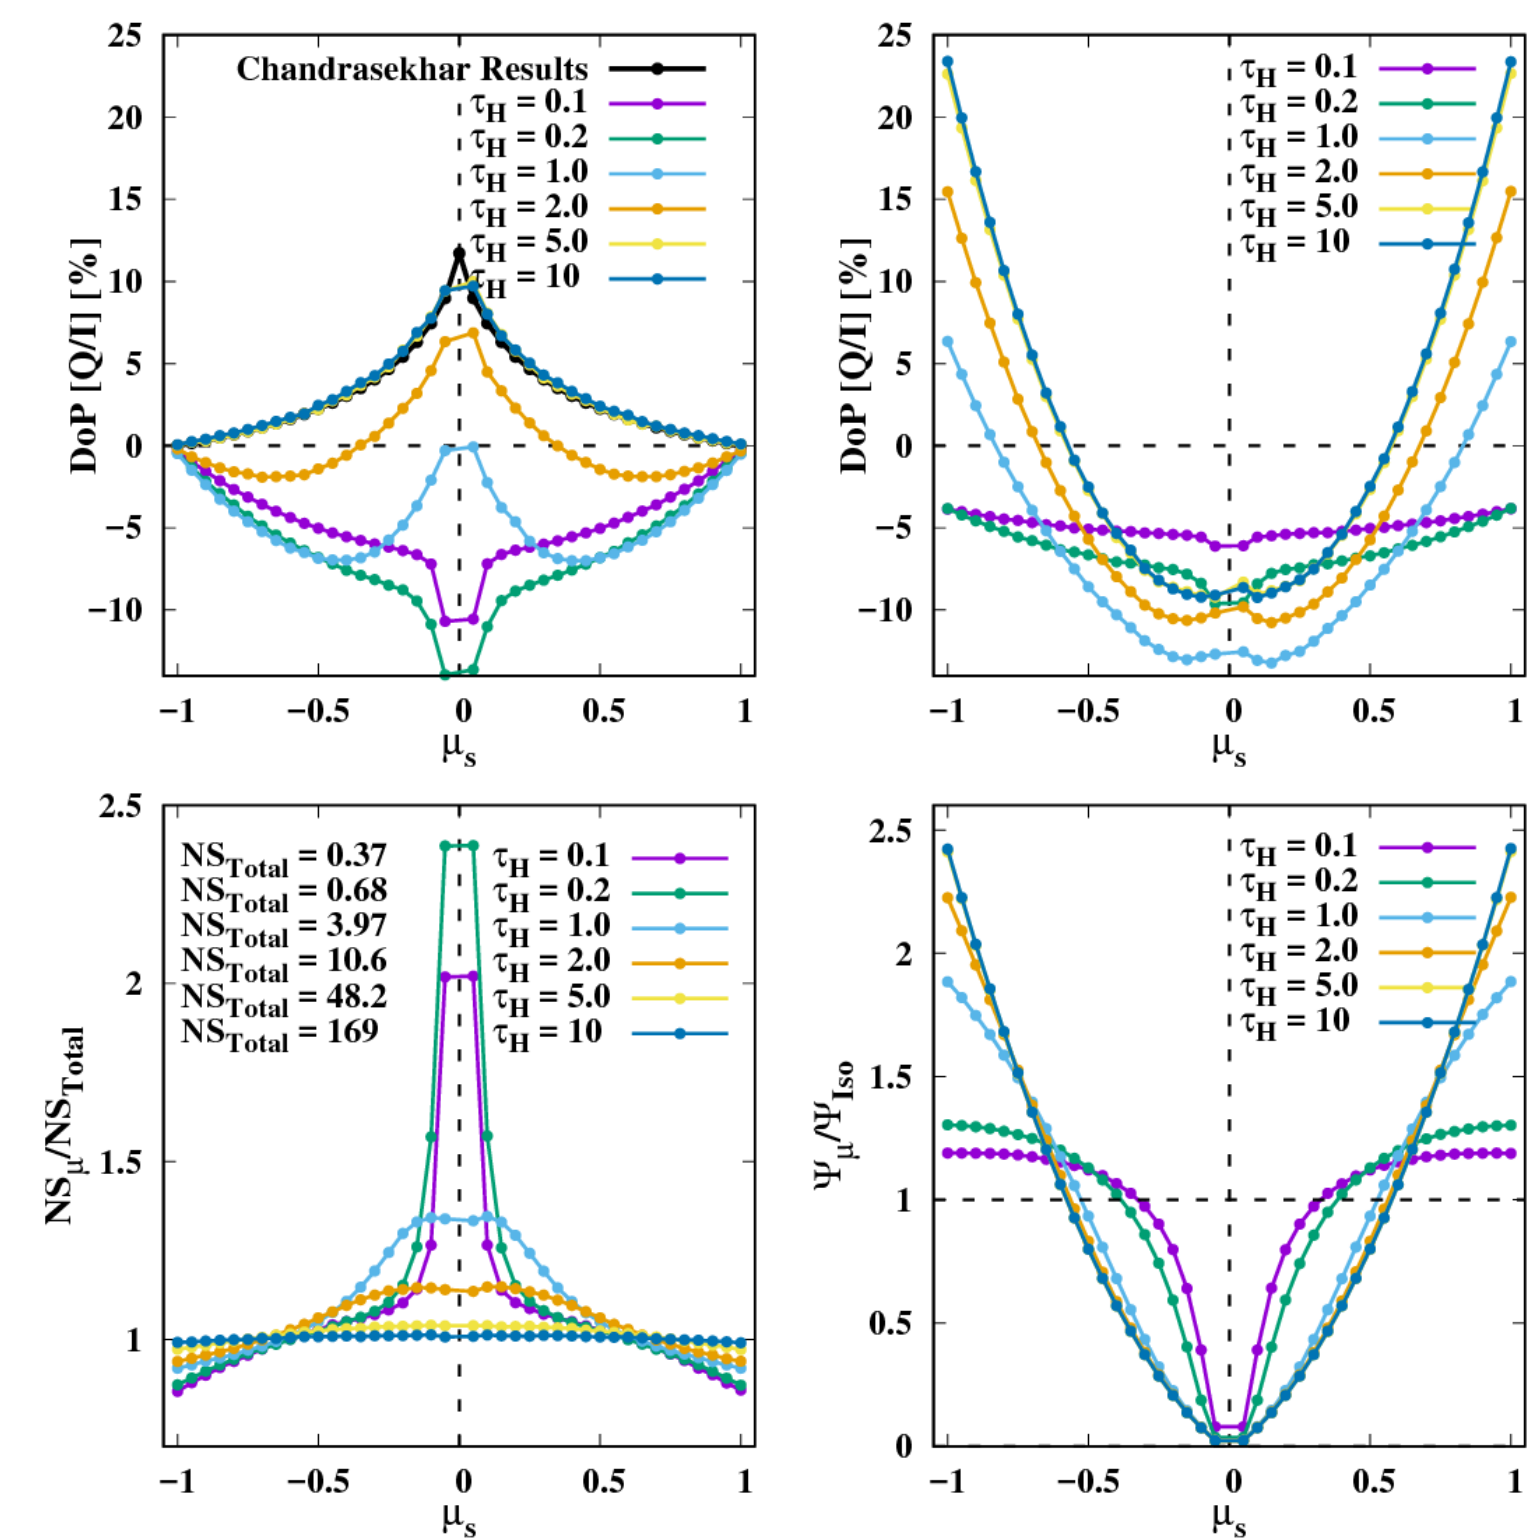 25
20
15
10
5
0
−5
−10
DoP [Q/I] [%]
Chandrasekhar Results
τH = 0.1
τH = 0.2
τH = 1.0
τH = 2.0
τH = 5.0
τH = 10
−1 −0.5 0 0.5 1
μs
25
20
15
10
5
0
−5
−10
DoP [Q/I] [%]
τH = 0.1
τH = 0.2
τH = 1.0
τH = 2.0
τH = 5.0
τH = 10
−1 −0.5 0 0.5 1
μs
2.5
2
1.5
1
NSμ/NSTotal
NSTotal = 0.37 τH = 0.1
NSTotal = 0.68 τH = 0.2
NSTotal = 3.97 τH = 1.0
NSTotal = 10.6 τH = 2.0
NSTotal = 48.2 τH = 5.0
NSTotal = 169 τH = 10
−1 −0.5 0 0.5 1
μs
2.5
2
1.5
1
0.5
0
Ψμ/ΨIso
τH = 0.1
τH = 0.2
τH = 1.0
τH = 2.0
τH = 5.0
τH = 10
−1 −0.5 0 0.5 1
μs